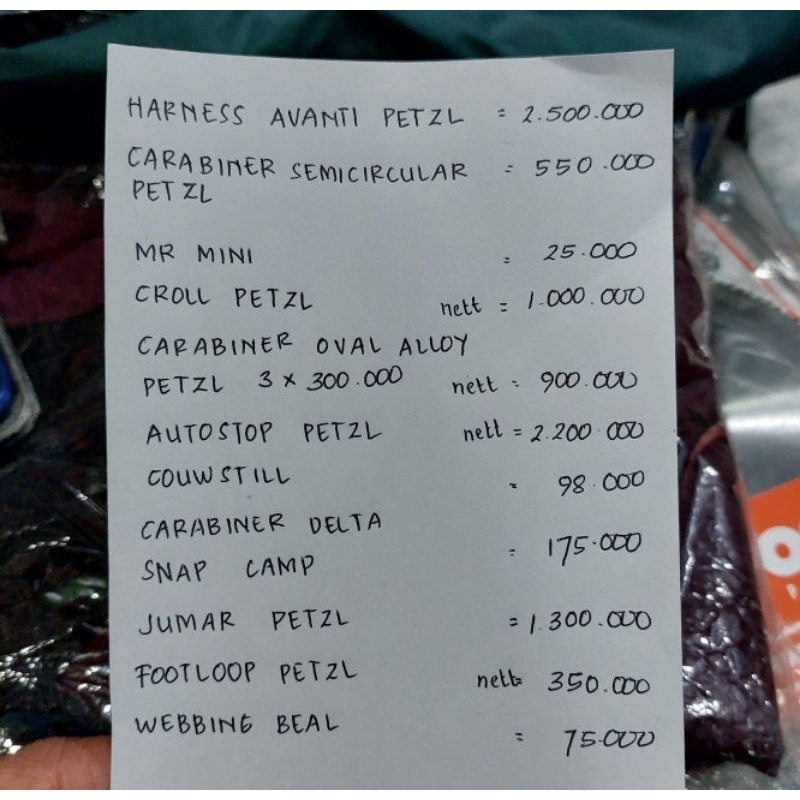 HARNESS AVANTI PETZL = 2.500.000
CARABINER SEMICIRCULAR = 550.000
PETZL
MR MINI = 25.000
CROLL PETZL nett = 1.000.000
CARABINER OVAL ALLOY
PETZL 3 x 300.000 nett = 900.000
AUTOSTOP PETZL nett = 2.200.000
COUWSTILL = 98.000
CARABINER DELTA
SNAP CAMP = 175.000
JUMAR PETZL = 1.300.000
FOOTLOOP PETZL nett = 350.000
WEBBING BEAL = 75.000